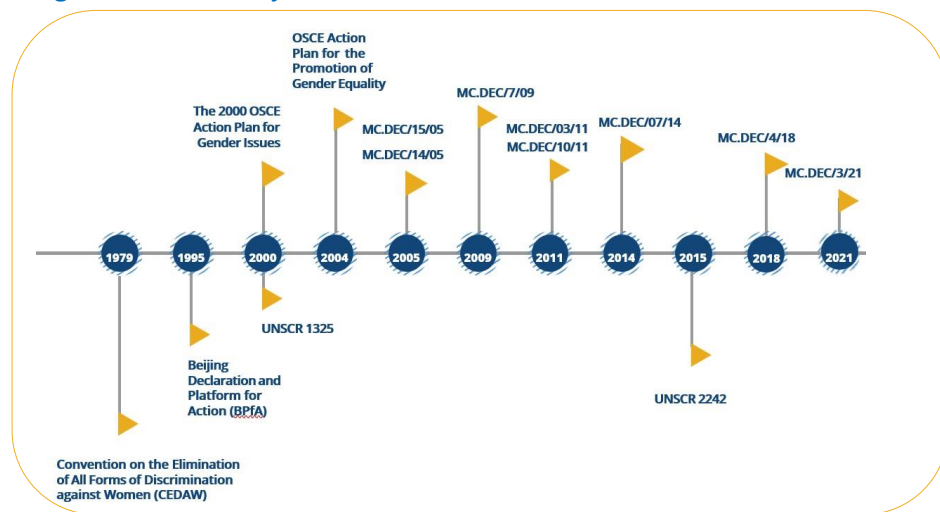 OSCE Action
Plan for the
Promotion of
Gender Equality
The 2000 OSCE
Action Plan for
Gender Issues
MC.DEC/15/05
MC.DEC/14/05
MC.DEC/7/09
MC.DEC/03/11
MC.DEC/10/11
MC.DEC/07/14
MC.DEC/4/18
MC.DEC/3/21
1979
1995
2000
2004
2005
2009
2011
2014
2015
2018
2021
UNSCR 1325
Beijing
Declaration and
Platform for
Action (BPfA)
UNSCR 2242
Convention on the Elimination
of All Forms of Discrimination
against Women (CEDAW)